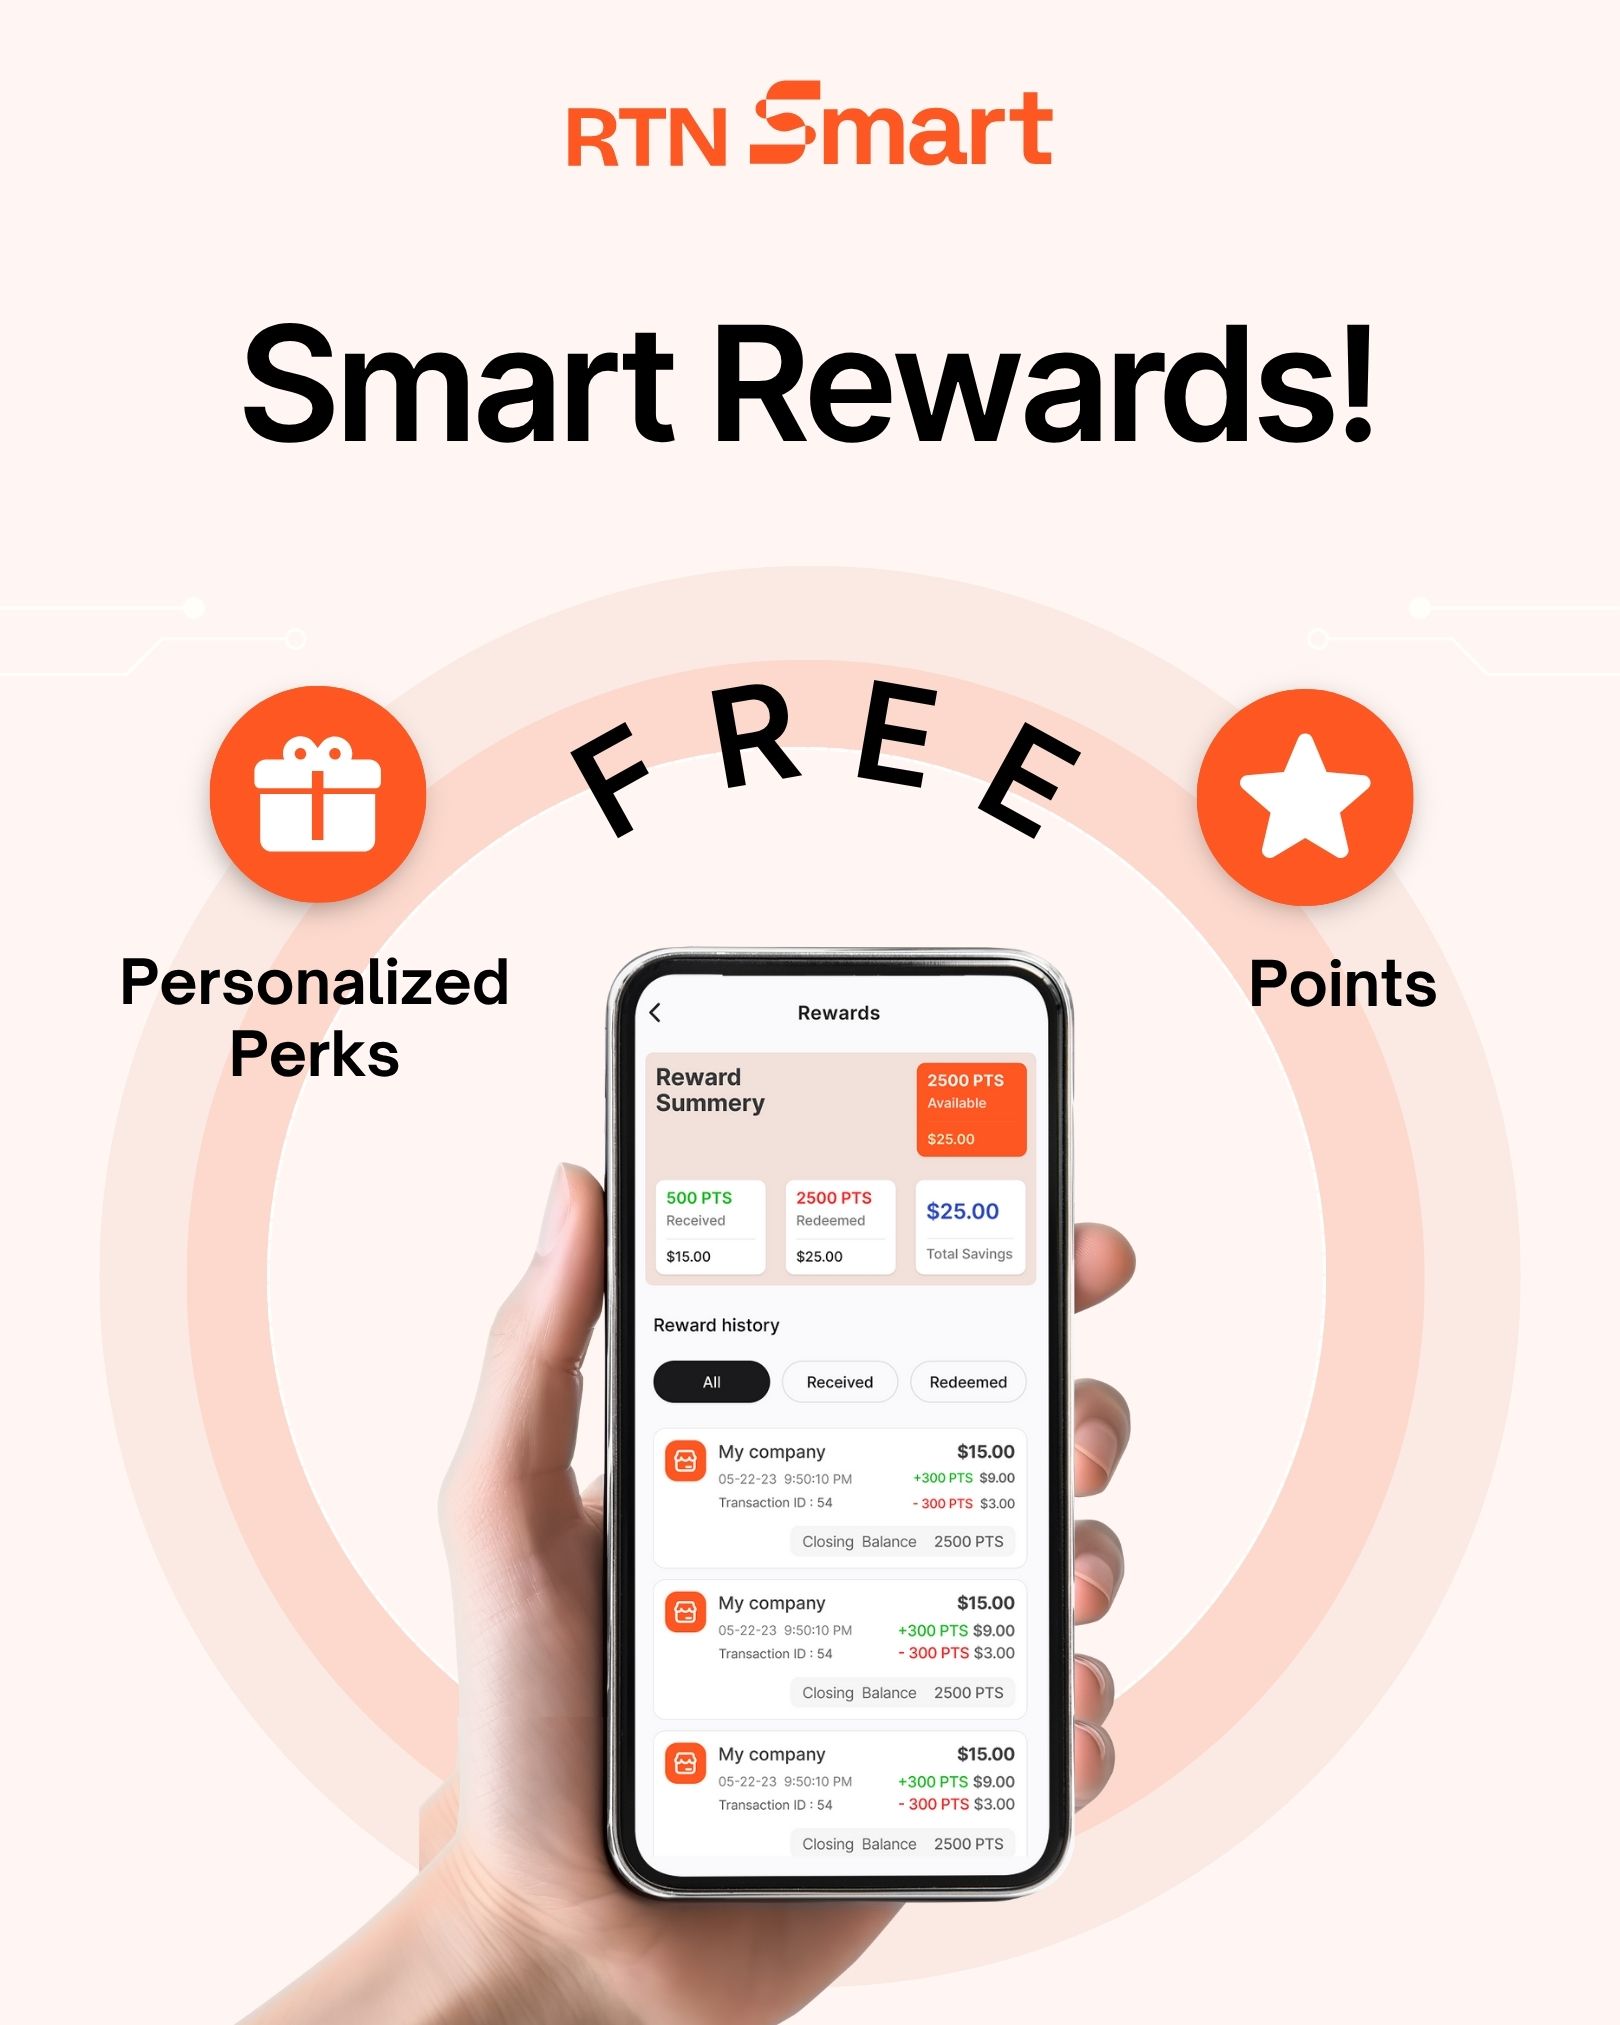 RTN Smart
Smart Rewards!
FREE
Personalized
Perks
Points
Rewards
Reward
Summery
2500 PTS
Available
$25.00
500 PTS
Received
$15.00
2500 PTS
Redeemed
$25.00
$25.00
Total Savings
Reward history
All Received Redeemed
My company $15.00
05-22-23 9:50:10 PM +300 PTS $9.00
Transaction ID : 54 - 300 PTS $3.00
Closing Balance 2500 PTS
My company $15.00
05-22-23 9:50:10 PM +300 PTS $9.00
Transaction ID : 54 - 300 PTS $3.00
Closing Balance 2500 PTS
My company $15.00
05-22-23 9:50:10 PM +300 PTS $9.00
Transaction ID : 54 - 300 PTS $3.00
Closing Balance 2500 PTS